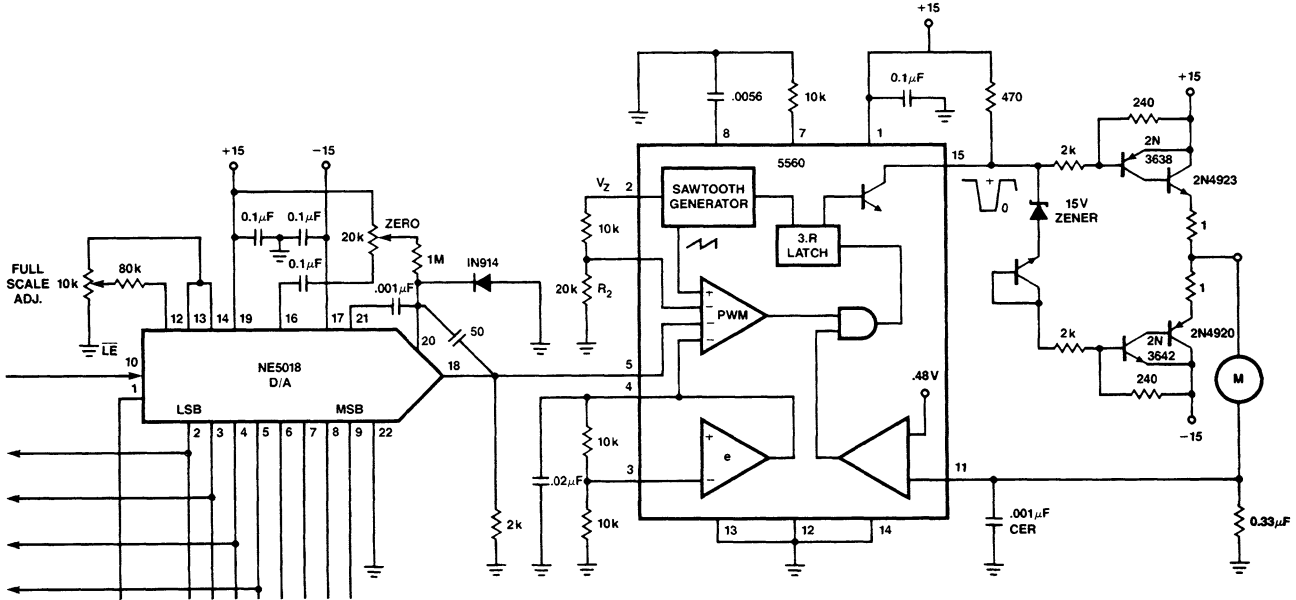 +15
+15
0.1μF
.0056
10k
470
240
8
7
1
5560
15
2k
2N
3638
2N4923
+15
-15
V_Z
2
SAWTOOTH
GENERATOR
+
0
15V
ZENER
1
0.1μF
0.1μF
20k
ZERO
10k
3.R
LATCH
FULL
SCALE
ADJ.
10k
80k
0.1μF
1M
IN914
.001μF
20k
R2
+
−
−
−
PWM
1
12
13
14
19
16
17
21
50
2k
2N
3642
2N4920
LE
20
10
NE5018
D/A
18
5
1
4
.48V
240
M
LSB
MSB
-15
2
3
4
5
6
7
8
9
22
10k
+
e
−
.02μF
3
11
2k
10k
13
12
14
.001μF
CER
0.33μF